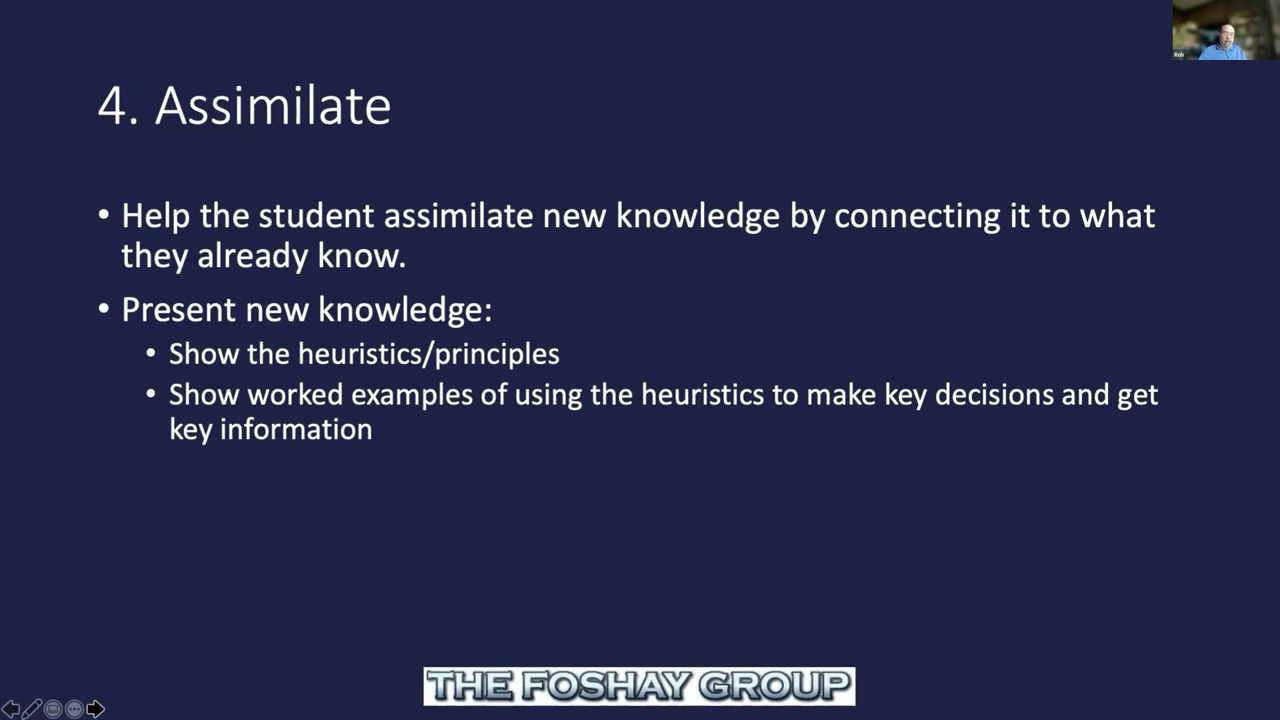 Rob
4. Assimilate
• Help the student assimilate new knowledge by connecting it to what
they already know.
• Present new knowledge:
• Show the heuristics/principles
• Show worked examples of using the heuristics to make key decisions and get
key information
THE FOSHAY GROUP